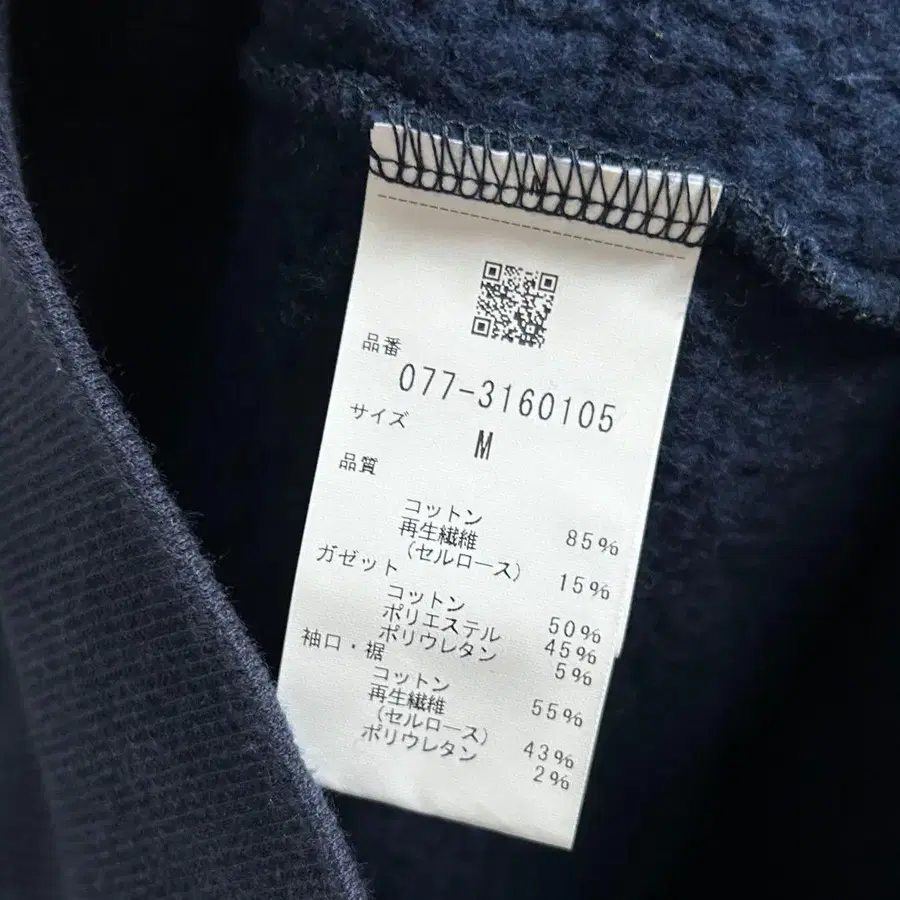 品番
077-3160105
サイズ
M
品質
コットン 85%
再生繊維
(セルロース) 15%
ガゼット
コットン 50%
ポリエステル 45%
ポリウレタン 5%
袖口・裾
コットン 55%
再生繊維
(セルロース) 43%
ポリウレタン 2%